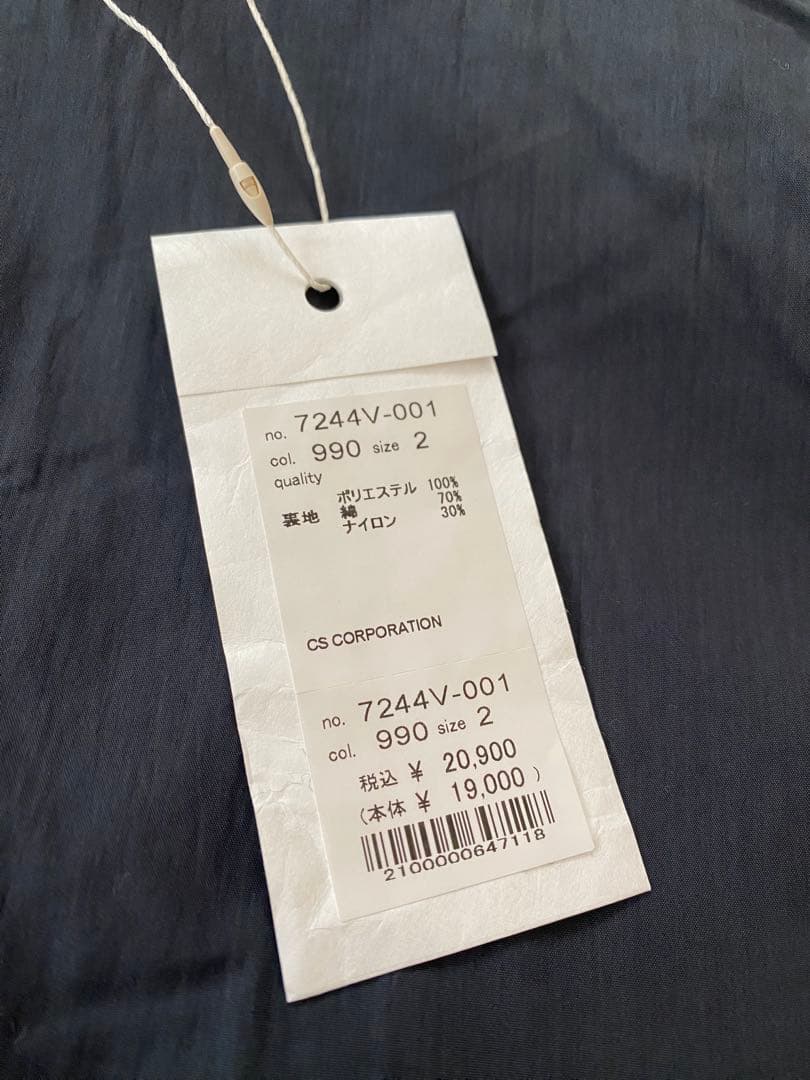 no. 7244V-001
col. 990 size 2
quality
ポリエステル 100%
裏地 綿 70%
ナイロン 30%
CS CORPORATION
no. 7244V-001
col. 990 size 2
税込 ¥ 20,900
(本体 ¥ 19,000)
2100000647118